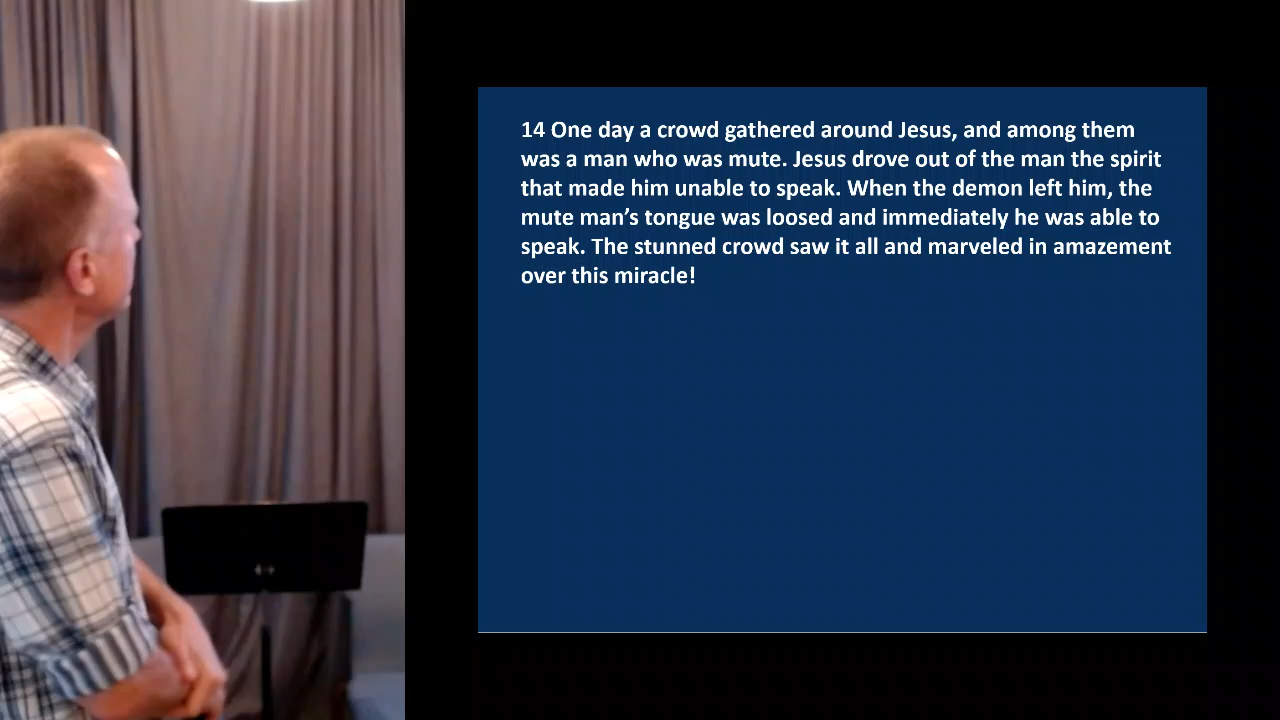 14 One day a crowd gathered around Jesus, and among them
was a man who was mute. Jesus drove out of the man the spirit
that made him unable to speak. When the demon left him, the
mute man’s tongue was loosed and immediately he was able to
speak. The stunned crowd saw it all and marveled in amazement
over this miracle!